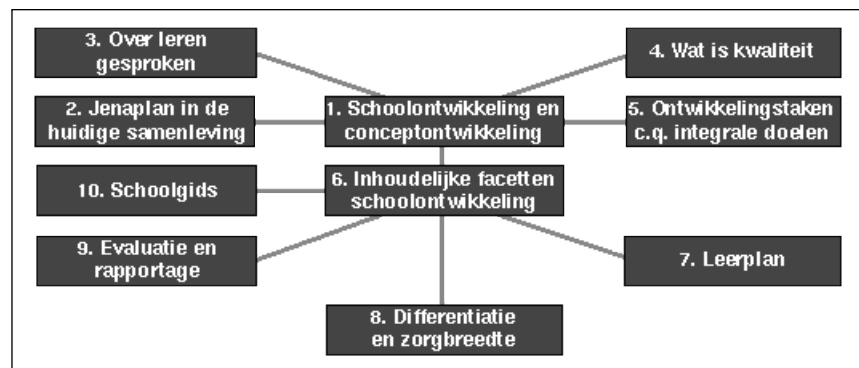 3. Over leren
gesproken
4. Wat is kwaliteit
2. Jenaplan in de
huidige samenleving
1. Schoolontwikkeling en
conceptontwikkeling
5. Ontwikkelingstaken
c.q. integrale doelen
10. Schoolgids
6. Inhoudelijke facetten
schoolontwikkeling
9. Evaluatie en
rapportage
7. Leerplan
8. Differentiatie
en zorgbreedte